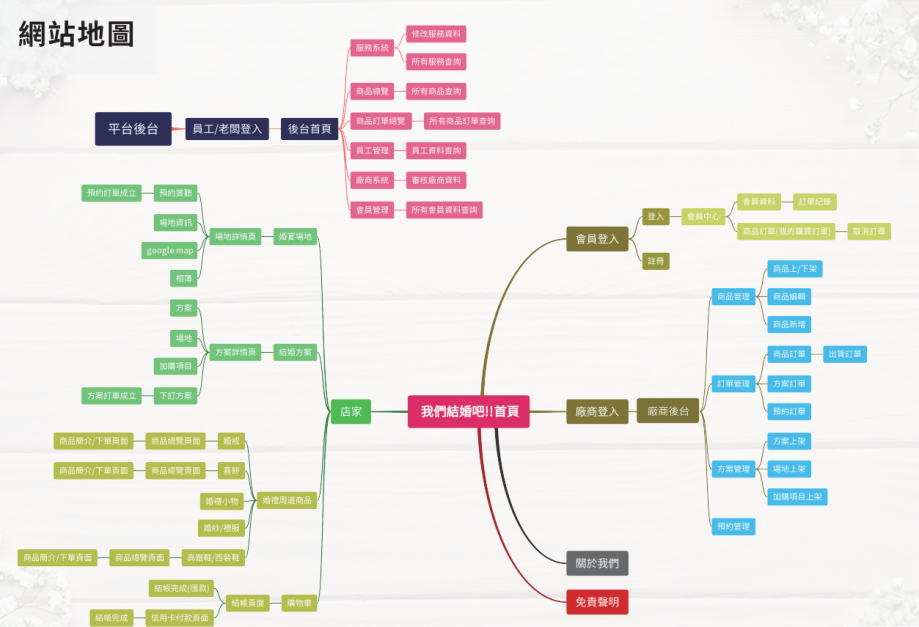 網站地圖
平台後台
員工/老闆登入
後台首頁
服務系統
修改服務資料
所有服務查詢
商品總覽
所有商品查詢
商品訂單總覽
所有商品訂單查詢
員工管理
員工資料查詢
廠商系統
審核廠商資料
會員管理
所有會員資料查詢
我們結婚吧!!首頁
店家
婚宴場地
場地詳情頁
預約賞聽
預約訂單成立
場地資訊
google map
相簿
結婚方案
方案詳情頁
方案
場地
加購項目
下訂方案
方案訂單成立
婚禮周邊商品
婚戒
商品總覽頁面
商品簡介/下單頁面
喜餅
商品總覽頁面
商品簡介/下單頁面
婚禮小物
婚紗/禮服
高跟鞋/西裝鞋
商品總覽頁面
商品簡介/下單頁面
購物車
結帳頁面
結帳完成(匯款)
信用卡付款頁面
結帳完成
會員登入
登入
會員中心
會員資料
訂單紀錄
商品訂單(我的購買訂單)
取消訂單
註冊
廠商登入
廠商後台
商品管理
商品上/下架
商品編輯
商品新增
訂單管理
商品訂單
出貨訂單
方案訂單
預約訂單
方案管理
方案上架
場地上架
加購項目上架
預約管理
關於我們
免責聲明